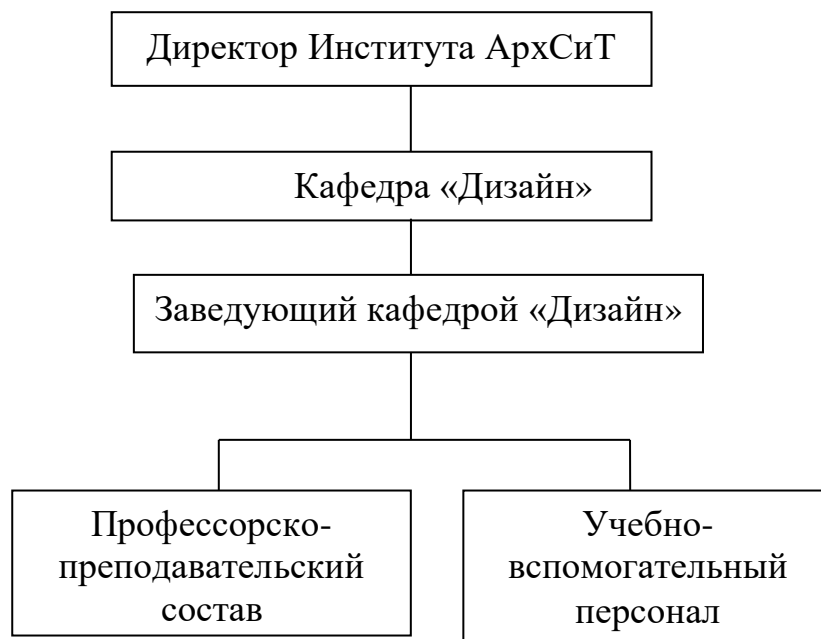 Директор Института АрхСиТ
Кафедра «Дизайн»
Заведующий кафедрой «Дизайн»
Профессорско-
преподавательский
состав
Учебно-
вспомогательный
персонал